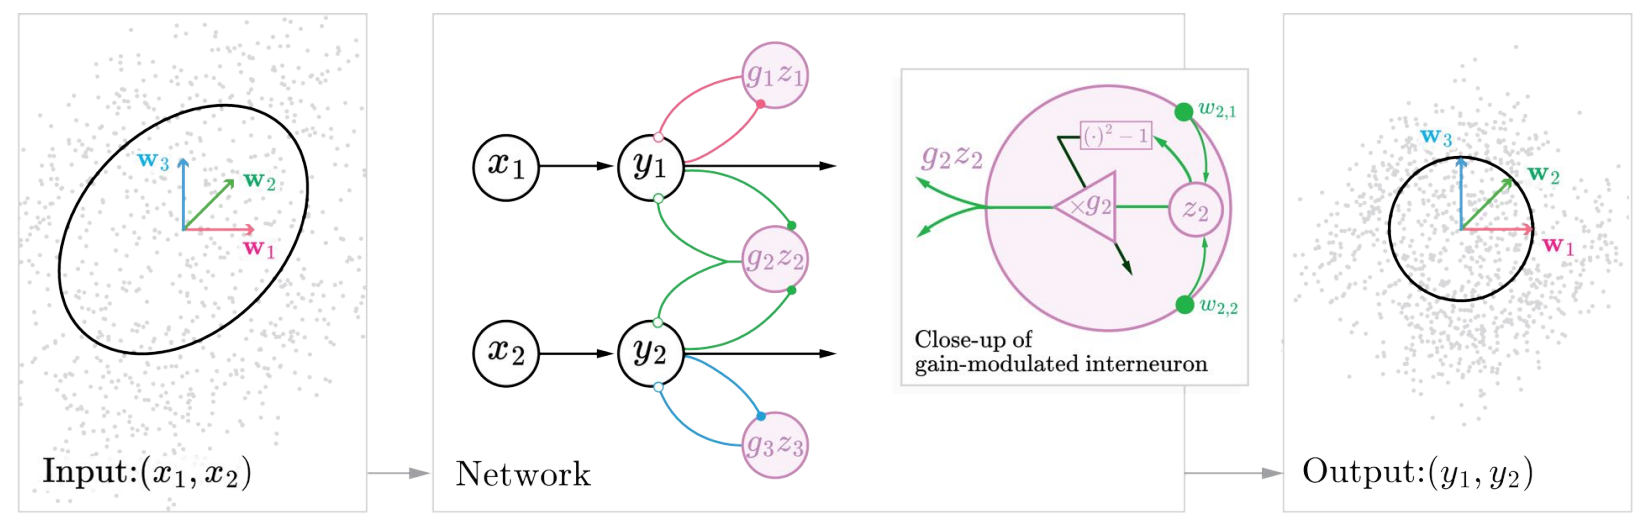 w₃
w₂
w₁
Input:(x₁, x₂)
x₁
y₁
g₁z₁
g₂z₂
x₂
y₂
g₃z₃
Network
g₂z₂
(·)² − 1
×g₂
z₂
w₂,₁
w₂,₂
Close-up of
gain-modulated interneuron
w₃
w₂
w₁
Output:(y₁, y₂)